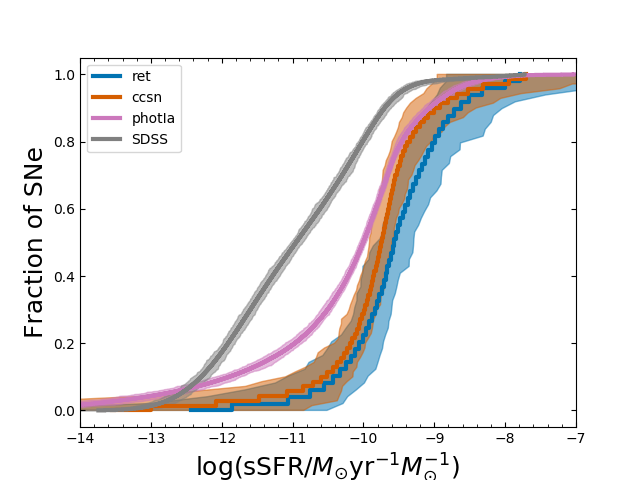 ret
ccsn
photIa
SDSS
Fraction of SNe
1.0
0.8
0.6
0.4
0.2
0.0
−14 −13 −12 −11 −10 −9 −8 −7
log(sSFR/M⊙yr⁻¹M⊙⁻¹)